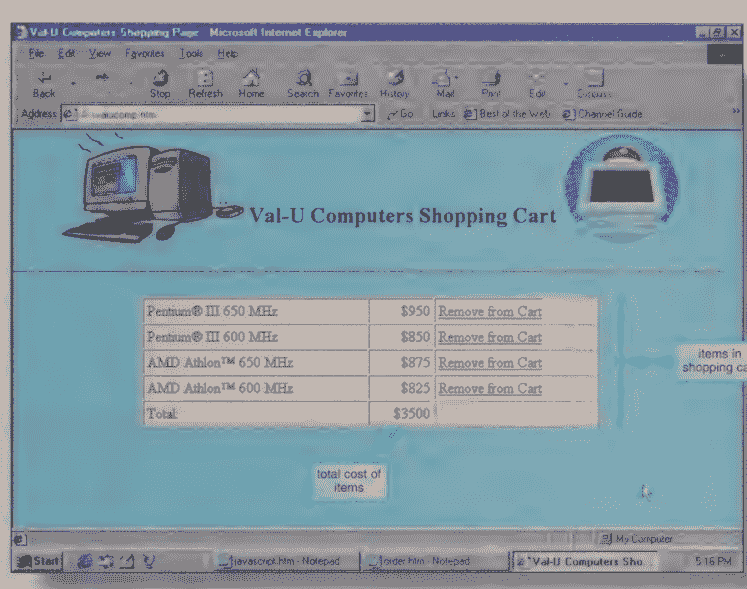 Val-U Computers Shopping Page - Microsoft Internet Explorer
File Edit View Favorites Tools Help
Back Stop Refresh Home Search Favorites History Mail Print Edit Discuss
Address Go Links Best of the Web Channel Guide
Val-U Computers Shopping Cart
Pentium® III 650 MHz $950 Remove from Cart
Pentium® III 600 MHz $850 Remove from Cart
AMD Athlon™ 650 MHz $875 Remove from Cart
AMD Athlon™ 600 MHz $825 Remove from Cart
Total: $3500
items in
shopping ca
total cost of
items
My Computer
Start javascript.htm - Notepad order.htm - Notepad Val-U Computers Sho... 5:16 PM